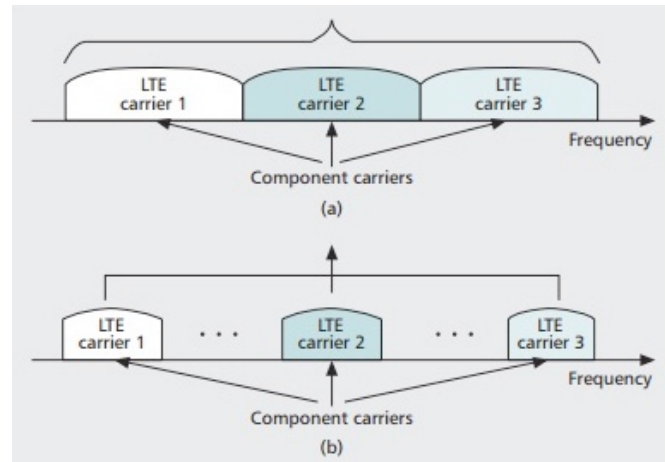 LTE
carrier 1
LTE
carrier 2
LTE
carrier 3
Frequency
Component carriers
(a)
LTE
carrier 1
. . .
LTE
carrier 2
. . .
LTE
carrier 3
Frequency
Component carriers
(b)